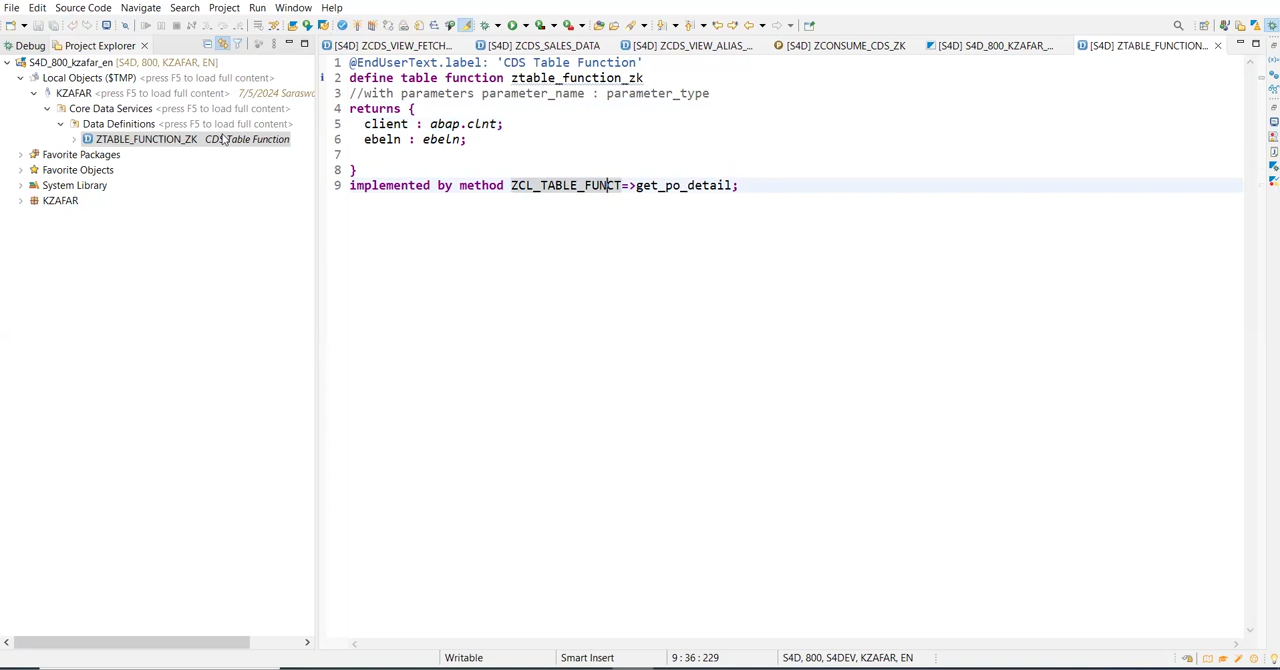 File Edit Source Code Navigate Search Project Run Window Help
Debug Project Explorer
[S4D] ZCDS_VIEW_FETCH... [S4D] ZCDS_SALES_DATA [S4D] ZCDS_VIEW_ALIAS_... [S4D] ZCONSUME_CDS_ZK [S4D] S4D_800_KZAFAR_... [S4D] ZTABLE_FUNCTION...
S4D_800_kzafar_en [S4D, 800, KZAFAR, EN]
Local Objects ($TMP) <press F5 to load full content>
KZAFAR <press F5 to load full content> 7/5/2024 Sarasw
Core Data Services <press F5 to load full content>
Data Definitions <press F5 to load full content>
ZTABLE_FUNCTION_ZK CDS Table Function
Favorite Packages
Favorite Objects
System Library
KZAFAR
1 @EndUserText.label: 'CDS Table Function'
2 define table function ztable_function_zk
3 //with parameters parameter_name : parameter_type
4 returns {
5 client : abap.clnt;
6 ebeln : ebeln;
7
8 }
9 implemented by method ZCL_TABLE_FUNCT=>get_po_detail;
Writable Smart Insert 9 : 36 : 229 S4D, 800, S4DEV, KZAFAR, EN